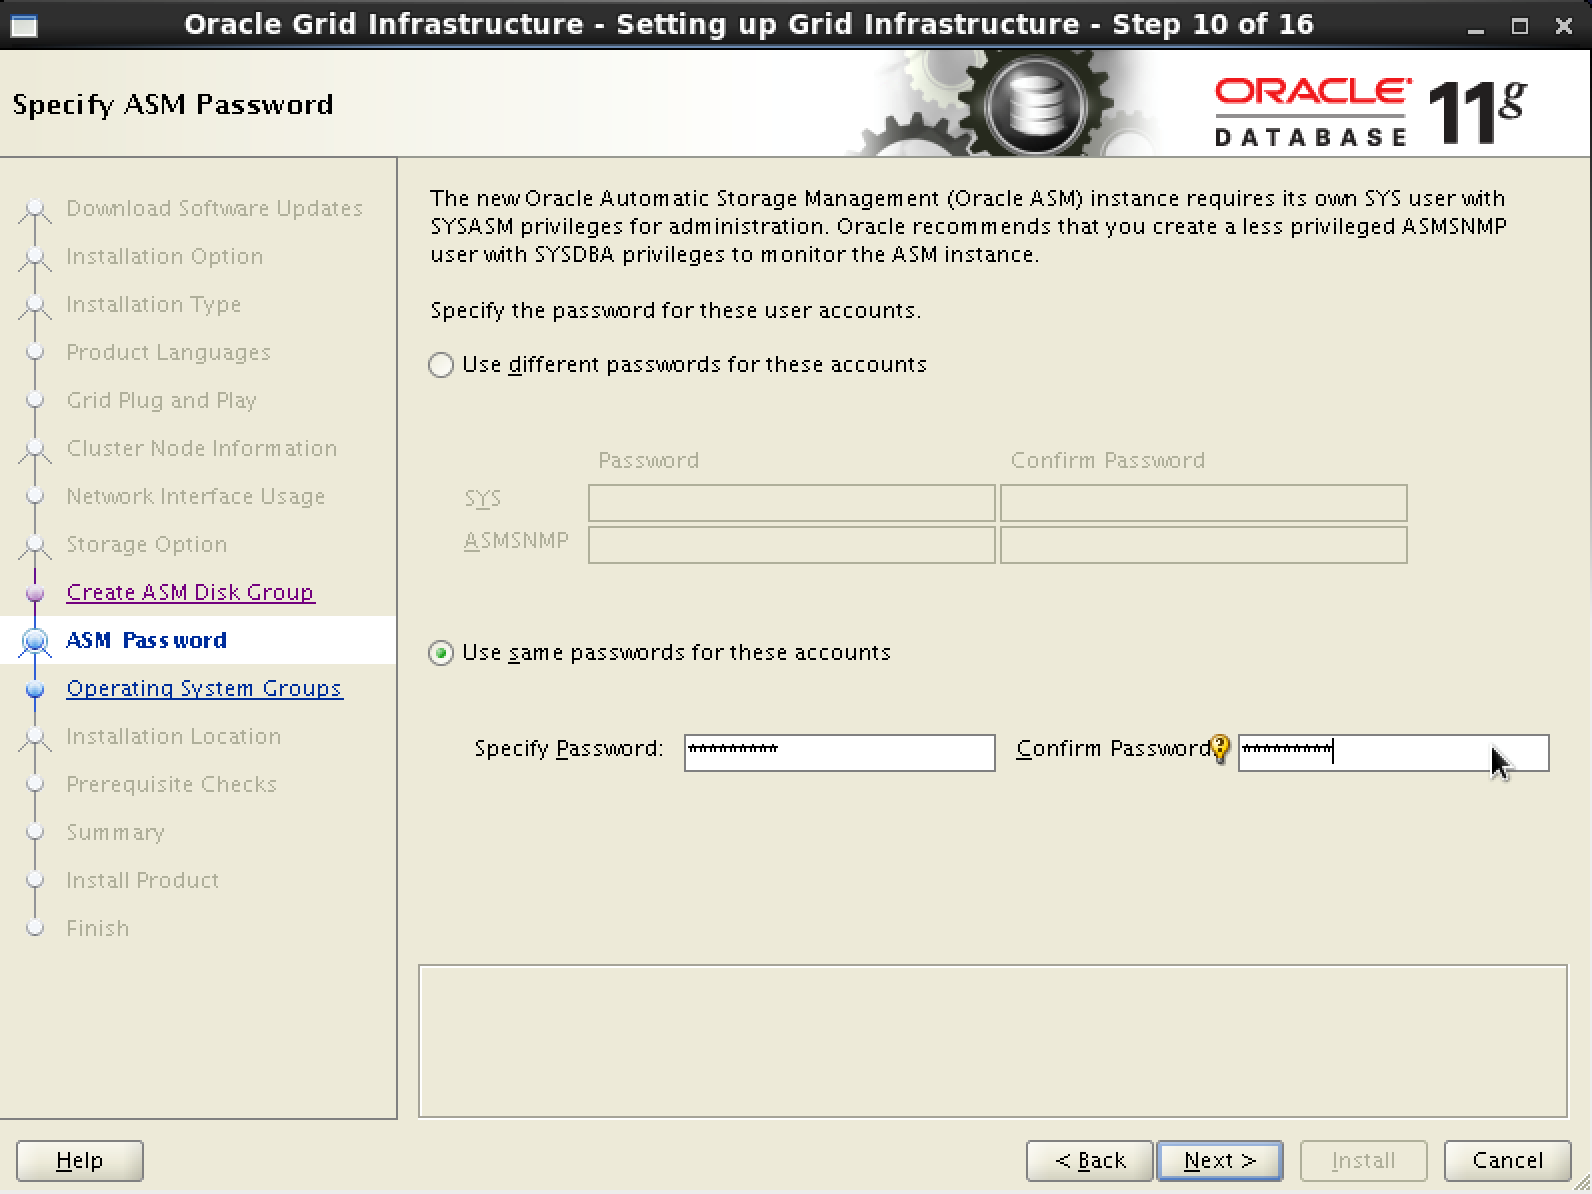 Oracle Grid Infrastructure - Setting up Grid Infrastructure - Step 10 of 16
Specify ASM Password
ORACLE
DATABASE
11g
Download Software Updates
Installation Option
Installation Type
Product Languages
Grid Plug and Play
Cluster Node Information
Network Interface Usage
Storage Option
Create ASM Disk Group
ASM Password
Operating System Groups
Installation Location
Prerequisite Checks
Summary
Install Product
Finish
The new Oracle Automatic Storage Management (Oracle ASM) instance requires its own SYS user with
SYSASM privileges for administration. Oracle recommends that you create a less privileged ASMSNMP
user with SYSDBA privileges to monitor the ASM instance.
Specify the password for these user accounts.
Use different passwords for these accounts
Password Confirm Password
SYS
ASMSNMP
Use same passwords for these accounts
Specify Password: ********* Confirm Password: *********
Help < Back Next > Install Cancel